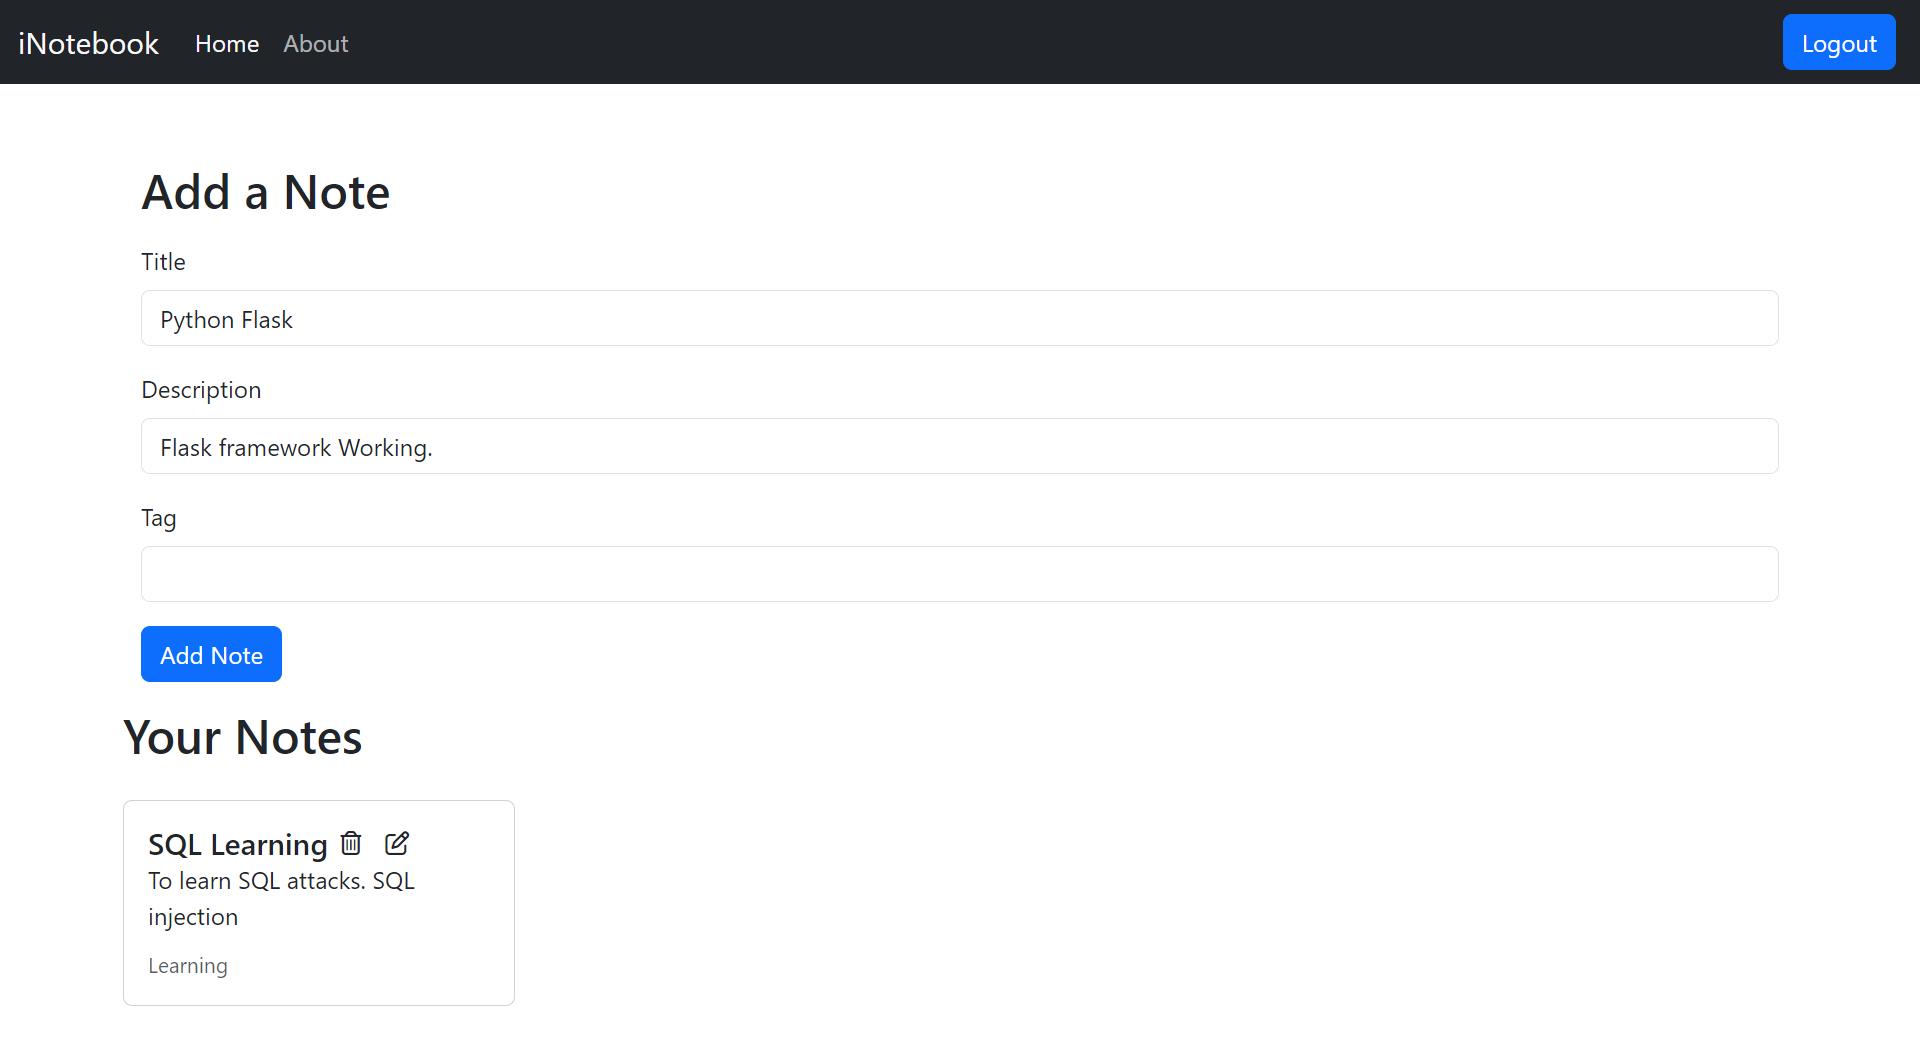 iNotebook Home About Logout
Add a Note
Title
Python Flask
Description
Flask framework Working.
Tag
Add Note
Your Notes
SQL Learning
To learn SQL attacks. SQL
injection
Learning